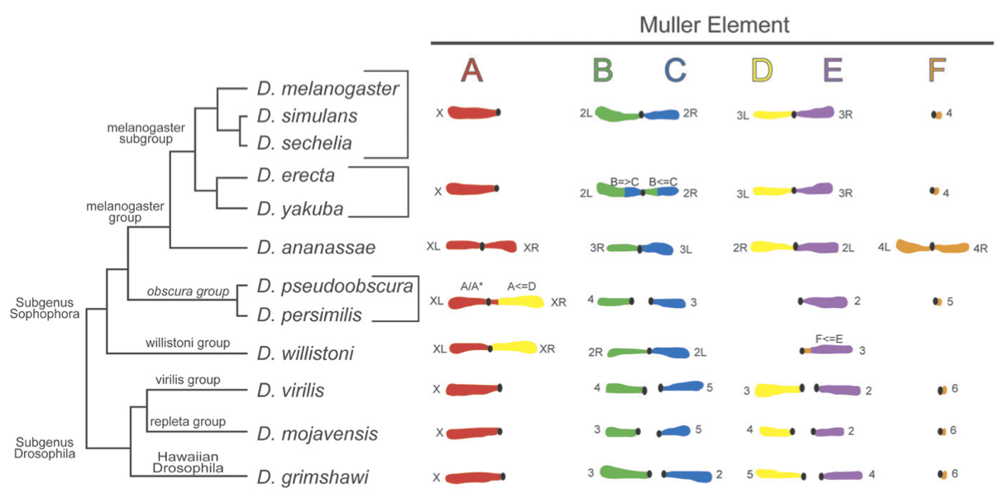 Muller Element
A B C D E F
D. melanogaster
D. simulans
D. sechelia
melanogaster
subgroup
X 2L 2R 3L 3R 4
D. erecta
D. yakuba
B=>C B<=C
X 2L 2R 3L 3R 4
melanogaster
group
D. ananassae
XL XR 3R 3L 2R 2L 4L 4R
obscura group
D. pseudoobscura
D. persimilis
A/A* A<=D
XL XR 4 3 2 5
Subgenus
Sophophora
willistoni group
D. willistoni
F<=E
XL XR 2R 2L 3
virilis group
D. virilis
X 4 5 3 2 6
repleta group
D. mojavensis
X 3 5 4 2 6
Subgenus
Drosophila
Hawaiian
Drosophila
D. grimshawi
X 3 2 5 4 6